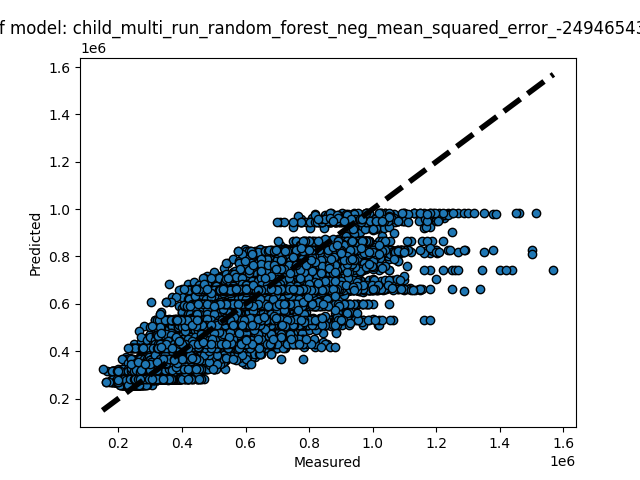 f model: child_multi_run_random_forest_neg_mean_squared_error_-24946543
1e6
1.6
1.4
1.2
1.0
0.8
0.6
0.4
0.2
Predicted
0.2 0.4 0.6 0.8 1.0 1.2 1.4 1.6
Measured
1e6